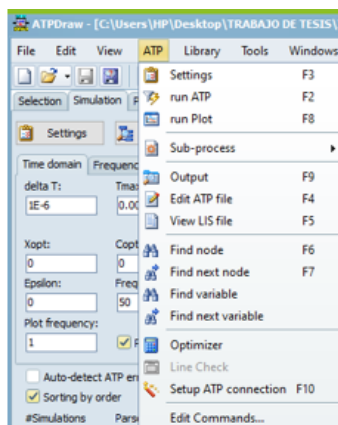 ATPDraw - [C:\Users\HP\Desktop\TRABAJO DE TESIS\
File Edit View ATP Library Tools Windows
Selection Simulation
Settings
Time domain Frequenc
delta T: Tma
1E-6 0.00
Xopt: Copt
0 0
Epsilon: Freq
0 50
Plot frequency:
1
Auto-detect ATP en
Sorting by order
#Simulations Pars
Settings F3
run ATP F2
run Plot F8
Sub-process
Output F9
Edit ATP file F4
View LIS file F5
Find node F6
Find next node F7
Find variable
Find next variable
Optimizer
Line Check
Setup ATP connection F10
Edit Commands...